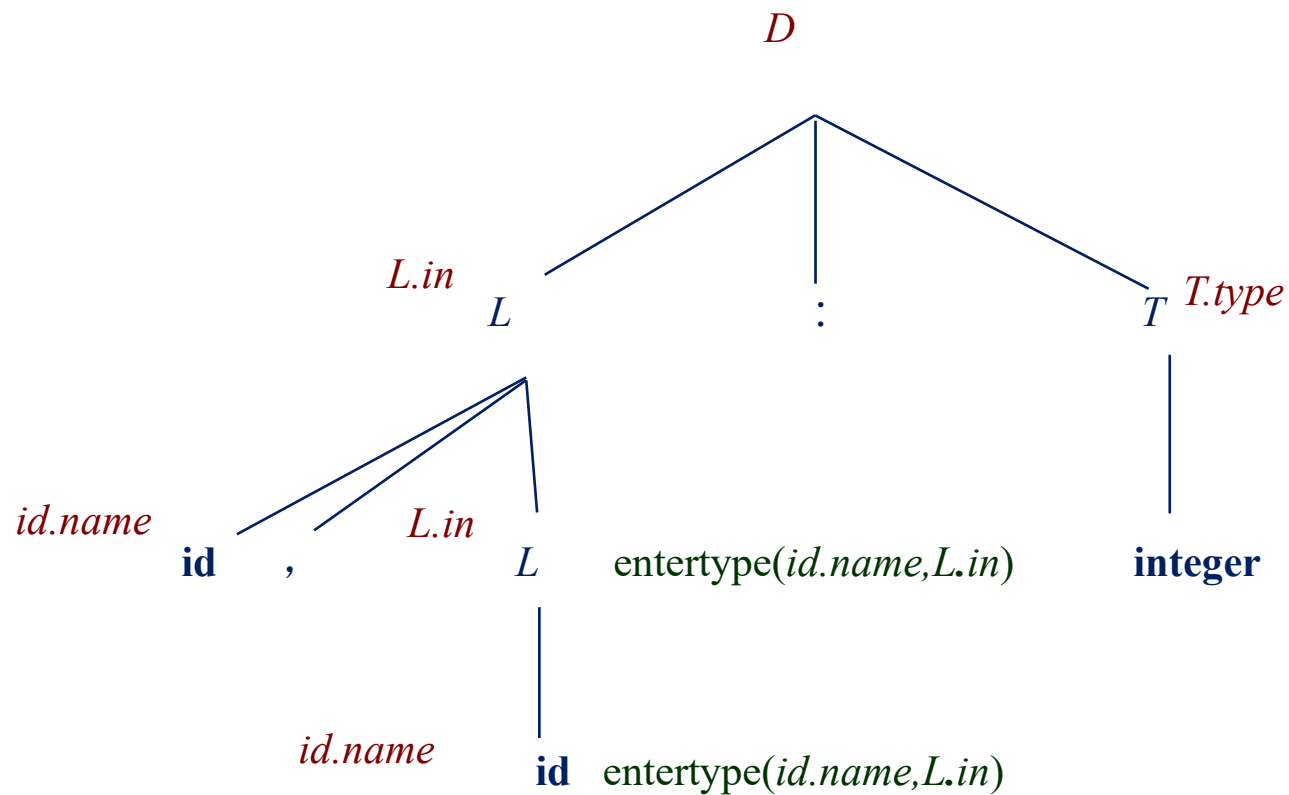 D
L.in
L : T T.type
id.name id , L.in L entertype(id.name,L.in) integer
id.name id entertype(id.name,L.in)